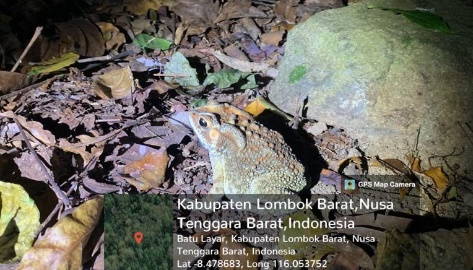 GPS Map Camera
Kabupaten Lombok Barat,Nusa
Tenggara Barat,Indonesia
Batu Layar, Kabupaten Lombok Barat, Nusa
Tenggara Barat, Indonesia
Lat -8.478683, Long 116.053752